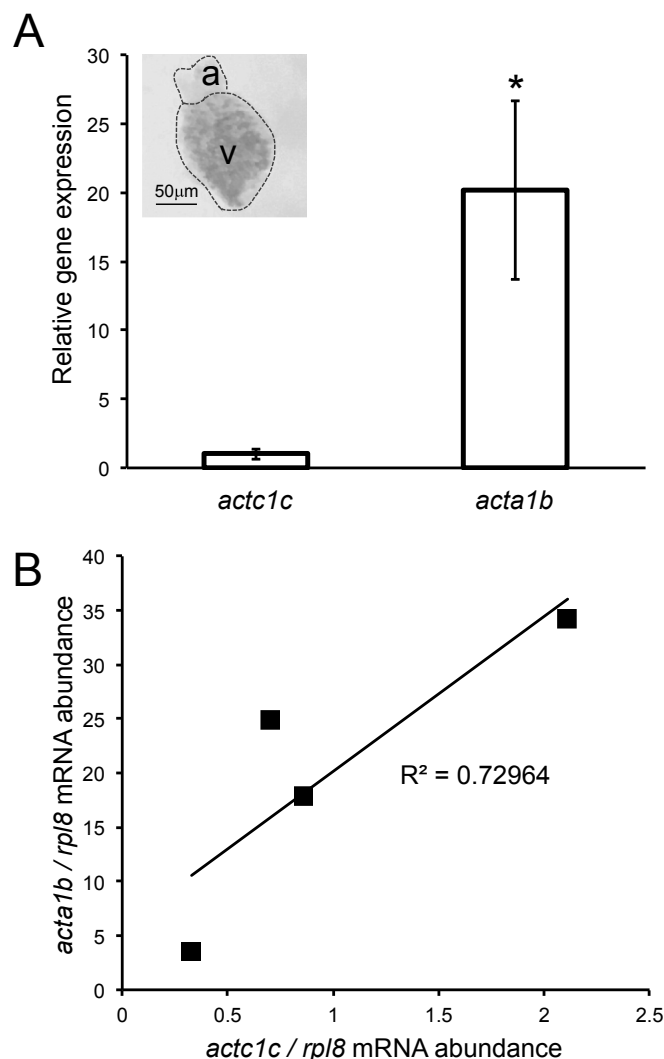 A
30
25
20
15
10
5
0
Relative gene expression
a
v
50μm
*
actc1c
acta1b
B
40
35
30
25
20
15
10
5
0
acta1b / rpl8 mRNA abundance
R² = 0.72964
0 0.5 1 1.5 2 2.5
actc1c / rpl8 mRNA abundance